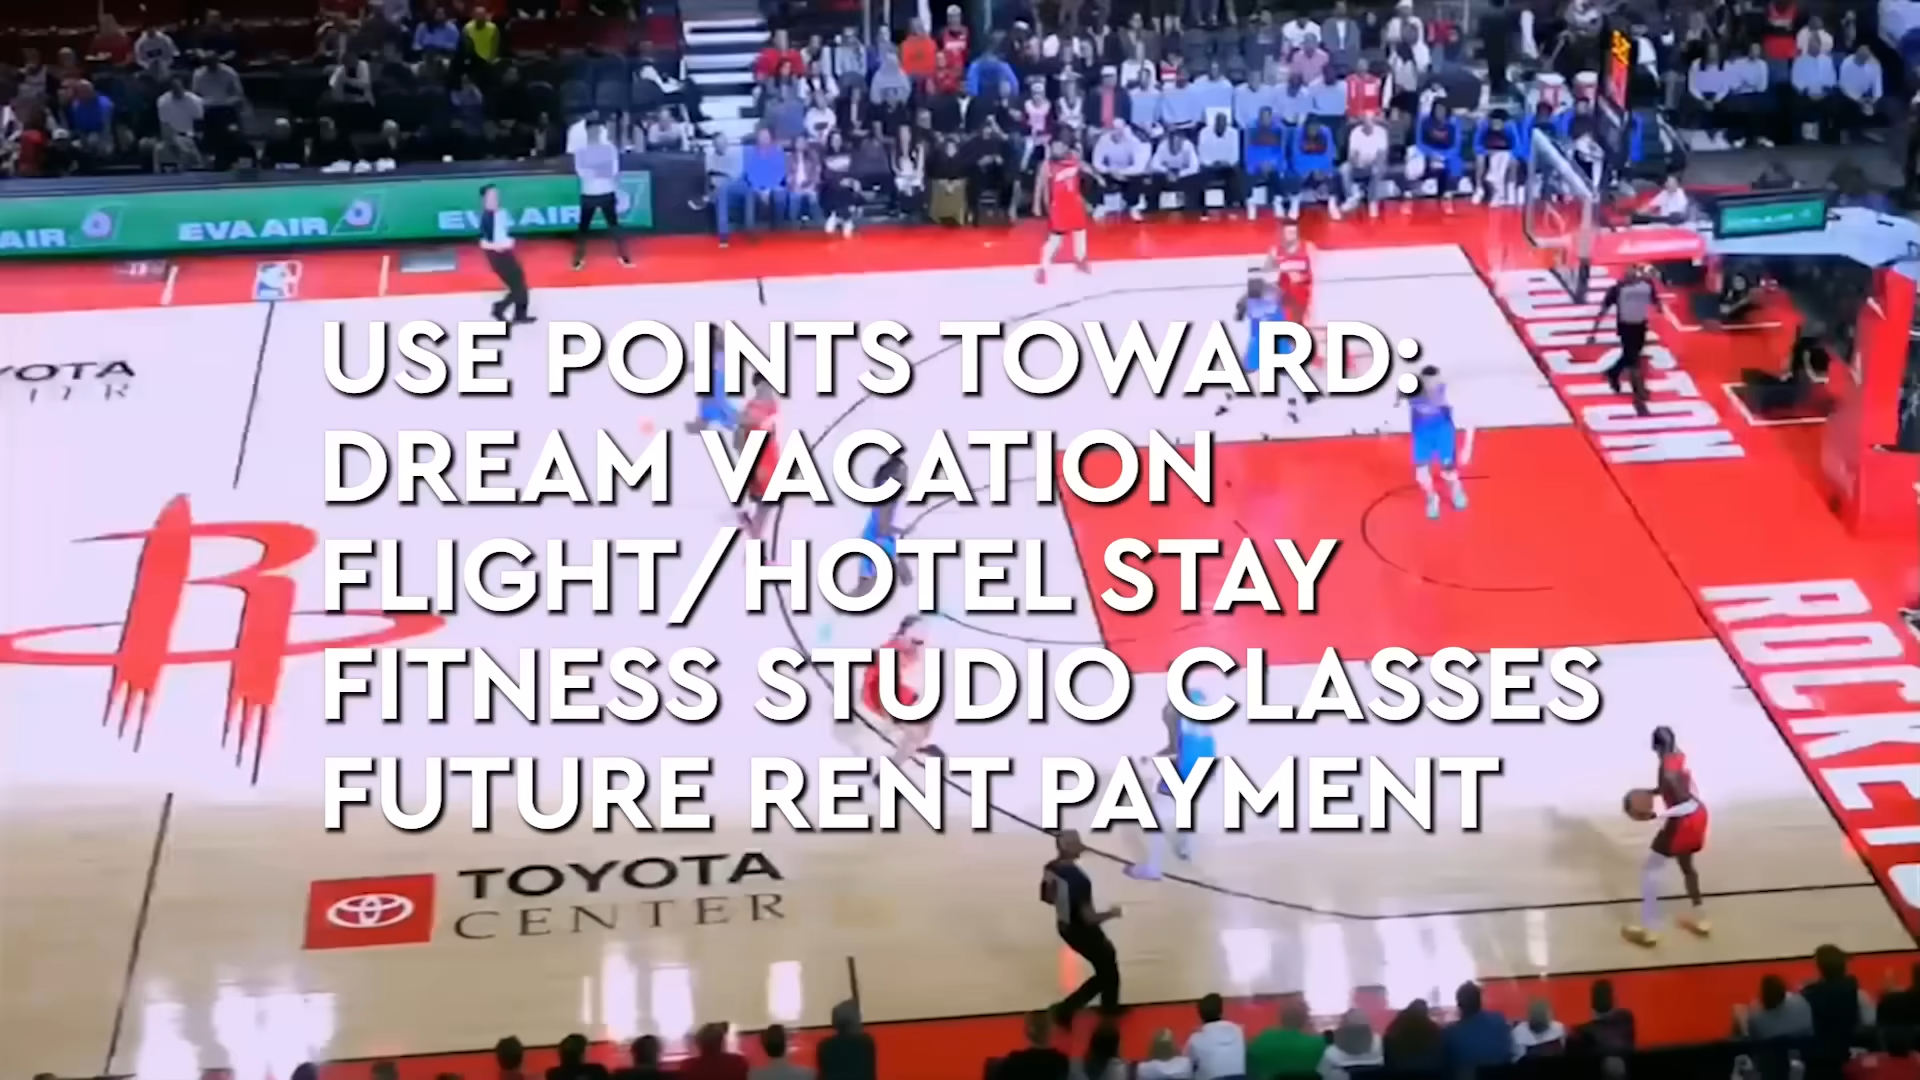 USE POINTS TOWARD:
DREAM VACATION
FLIGHT/HOTEL STAY
FITNESS STUDIO CLASSES
FUTURE RENT PAYMENT
AIR
EVA AIR
EVA AIR
HOUSTON
ROCKETS
TOYOTA
CENTER